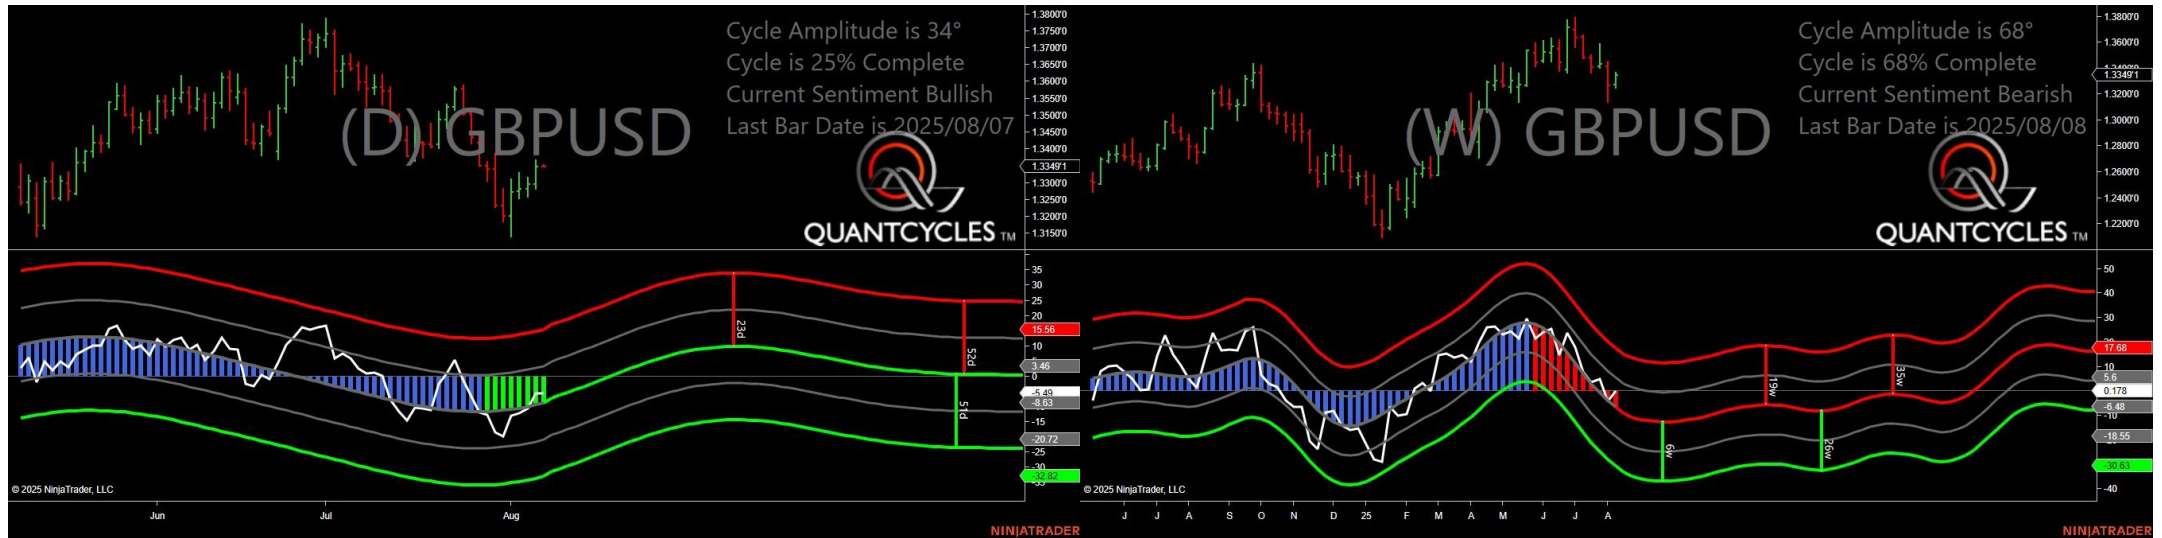 Cycle Amplitude is 34°
Cycle is 25% Complete
Current Sentiment Bullish
Last Bar Date is 2025/08/07
(D) GBPUSD
QUANTCYCLES TM
1.3800'0
1.3750'0
1.3700'0
1.3650'0
1.3600'0
1.3550'0
1.3500'0
1.3450'0
1.3400'0
1.3349'1
1.3300'0
1.3250'0
1.3200'0
1.3150'0
35
30
25
20
15.56
10
3.46
0
-5.49
-8.63
-15
-20.72
-25
-30
-32.82
23d
52d
51d
© 2025 NinjaTrader, LLC
Jun
Jul
Aug
NINJATRADER
Cycle Amplitude is 68°
Cycle is 68% Complete
Current Sentiment Bearish
Last Bar Date is 2025/08/08
(W) GBPUSD
QUANTCYCLES TM
1.3800'0
1.3600'0
1.3349'1
1.3200'0
1.3000'0
1.2800'0
1.2600'0
1.2400'0
1.2200'0
50
40
30
17.68
10
5.6
0.178
-6.48
-10
-18.55
-30.63
-40
6w
19w
26w
35w
© 2025 NinjaTrader, LLC
J
J
A
S
O
N
D
25
F
M
A
M
J
J
A
NINJATRADER